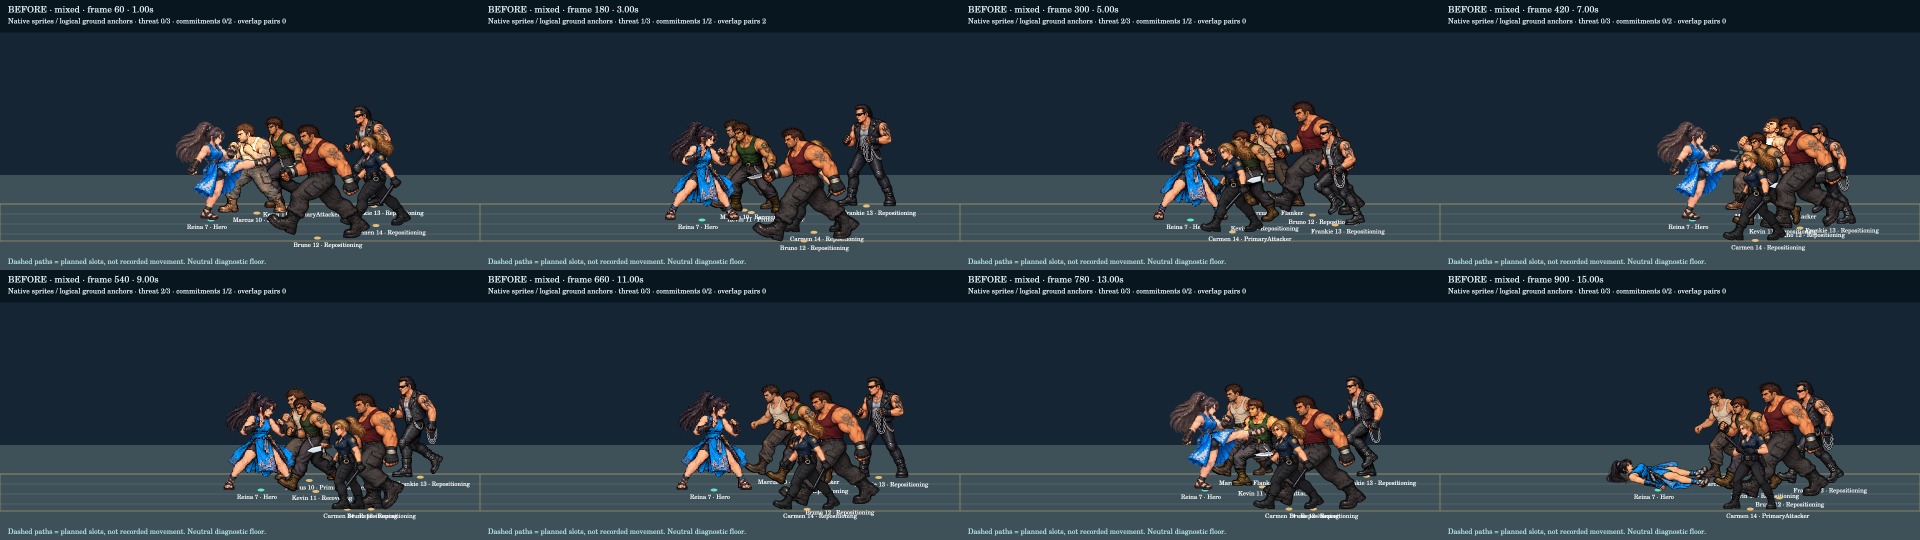 BEFORE · mixed · frame 60 · 1.00s
Native sprites / logical ground anchors · threat 0/3 · commitments 0/2 · overlap pairs 0
Marcus 10
Reina 7 · Hero
Bruno 12 · Repositioning
Dashed paths = planned slots, not recorded movement. Neutral diagnostic floor.
BEFORE · mixed · frame 180 · 3.00s
Native sprites / logical ground anchors · threat 1/3 · commitments 1/2 · overlap pairs 2
Reina 7 · Hero
Carmen 14 · Repositioning
Bruno 12 · Repositioning
Dashed paths = planned slots, not recorded movement. Neutral diagnostic floor.
BEFORE · mixed · frame 300 · 5.00s
Native sprites / logical ground anchors · threat 2/3 · commitments 1/2 · overlap pairs 0
Flanker
Bruno 12
Frankie 13 · Repositioning
Carmen 14 · PrimaryAttacker
Dashed paths = planned slots, not recorded movement. Neutral diagnostic floor.
BEFORE · mixed · frame 420 · 7.00s
Native sprites / logical ground anchors · threat 0/3 · commitments 0/2 · overlap pairs 0
Reina 7 · Hero
Carmen 14 · Repositioning
Dashed paths = planned slots, not recorded movement. Neutral diagnostic floor.
BEFORE · mixed · frame 540 · 9.00s
Native sprites / logical ground anchors · threat 2/3 · commitments 1/2 · overlap pairs 0
Reina 7 · Hero
Kevin 11
Carmen
Dashed paths = planned slots, not recorded movement. Neutral diagnostic floor.
BEFORE · mixed · frame 660 · 11.00s
Native sprites / logical ground anchors · threat 0/3 · commitments 0/2 · overlap pairs 0
Reina 7 · Hero
Carmen 14
Dashed paths = planned slots, not recorded movement. Neutral diagnostic floor.
BEFORE · mixed · frame 780 · 13.00s
Native sprites / logical ground anchors · threat 0/3 · commitments 0/2 · overlap pairs 0
Reina 7 · Hero
Kevin 11
Dashed paths = planned slots, not recorded movement. Neutral diagnostic floor.
BEFORE · mixed · frame 900 · 15.00s
Native sprites / logical ground anchors · threat 0/3 · commitments 0/2 · overlap pairs 0
Reina 7 · Hero
Carmen 14 · PrimaryAttacker
Dashed paths = planned slots, not recorded movement. Neutral diagnostic floor.